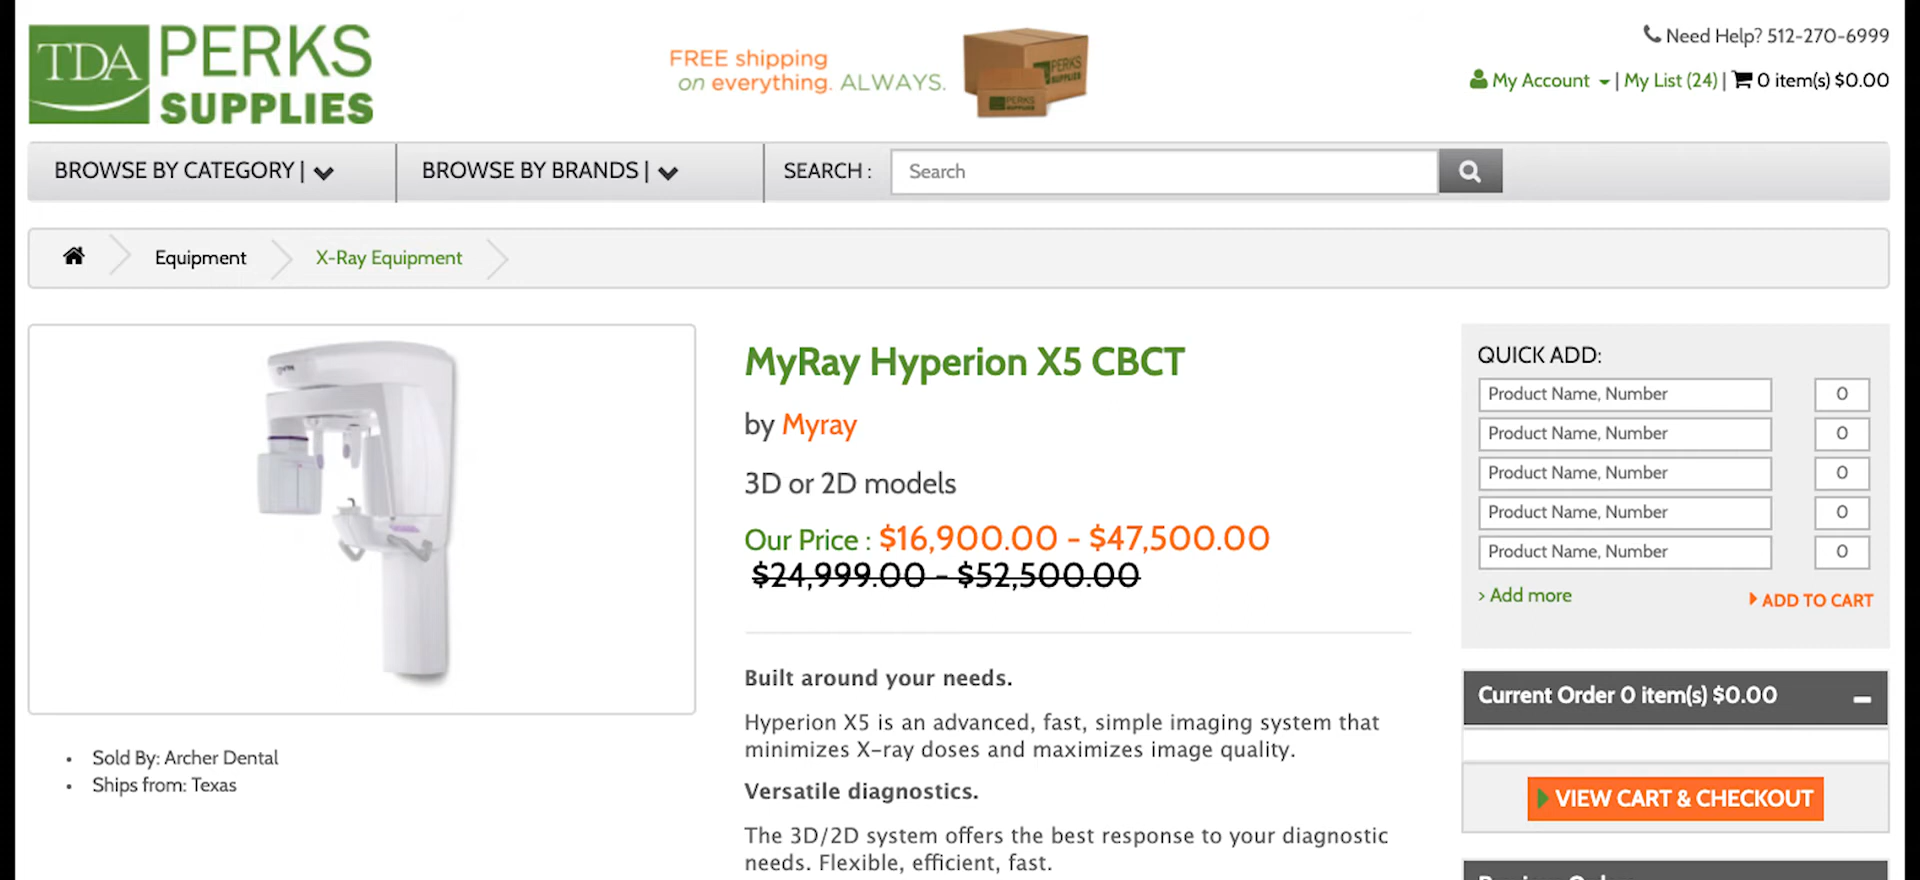 TDA PERKS
SUPPLIES
FREE shipping
on everything. ALWAYS.
PERKS
SUPPLIES
PERKS
SUPPLIES
Need Help? 512-270-6999
My Account | My List (24) | 0 item(s) $0.00
BROWSE BY CATEGORY |
BROWSE BY BRANDS |
SEARCH :
Search
Equipment
X-Ray Equipment
MyRay Hyperion X5 CBCT
by Myray
3D or 2D models
Our Price : $16,900.00 - $47,500.00
$24,999.00 - $52,500.00
Built around your needs.
Hyperion X5 is an advanced, fast, simple imaging system that
minimizes X-ray doses and maximizes image quality.
Versatile diagnostics.
The 3D/2D system offers the best response to your diagnostic
needs. Flexible, efficient, fast.
• Sold By: Archer Dental
• Ships from: Texas
QUICK ADD:
Product Name, Number 0
Product Name, Number 0
Product Name, Number 0
Product Name, Number 0
Product Name, Number 0
› Add more
ADD TO CART
Current Order 0 item(s) $0.00
VIEW CART & CHECKOUT